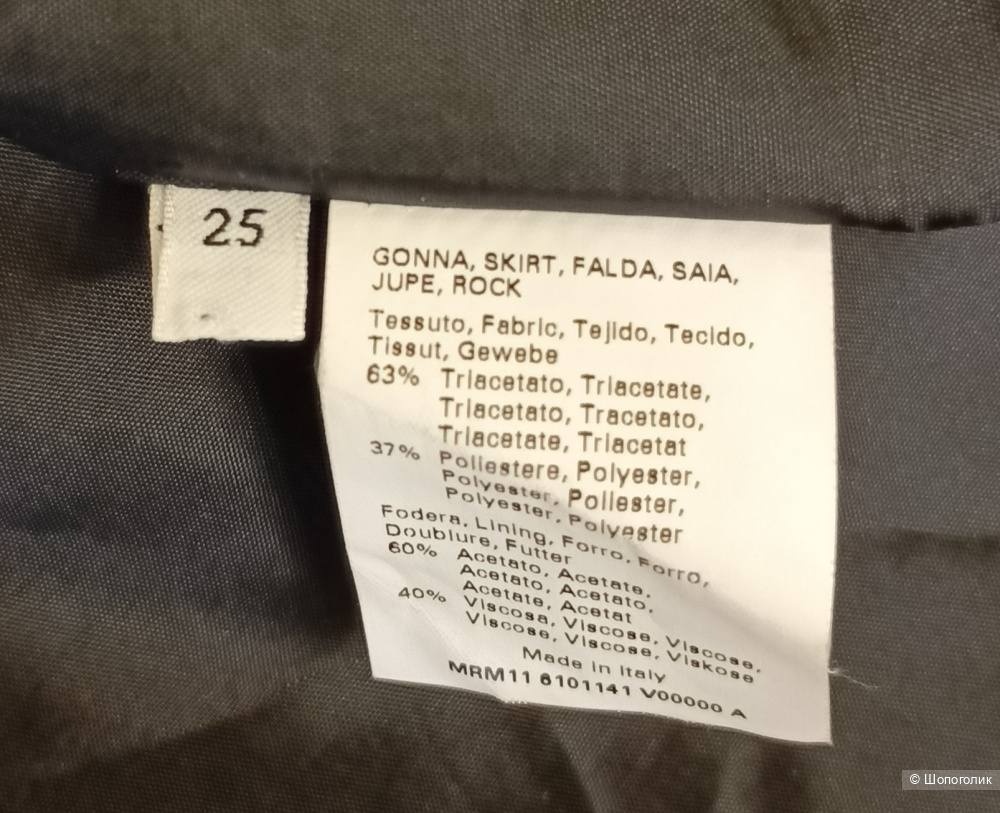 25
GONNA, SKIRT, FALDA, SAIA,
JUPE, ROCK
Tessuto, Fabric, Tejido, Tecido,
Tissut, Gewebe
63% Triacetato, Triacetate,
Triacetato, Tracetato,
Triacetate, Triacetat
37% Poliestere, Polyester,
Polyester, Poliester,
Polyester, Polyester
Fodera, Lining, Forro, Forro,
Doublure, Futter
60% Acetato, Acetate,
Acetato, Acetato,
Acetate, Acetat
40% Viscosa, Viscose, Viscose,
Viscose, Viscose, Viskose
Made in Italy
MRM11 6101141 V00000 A
© Шопоголик